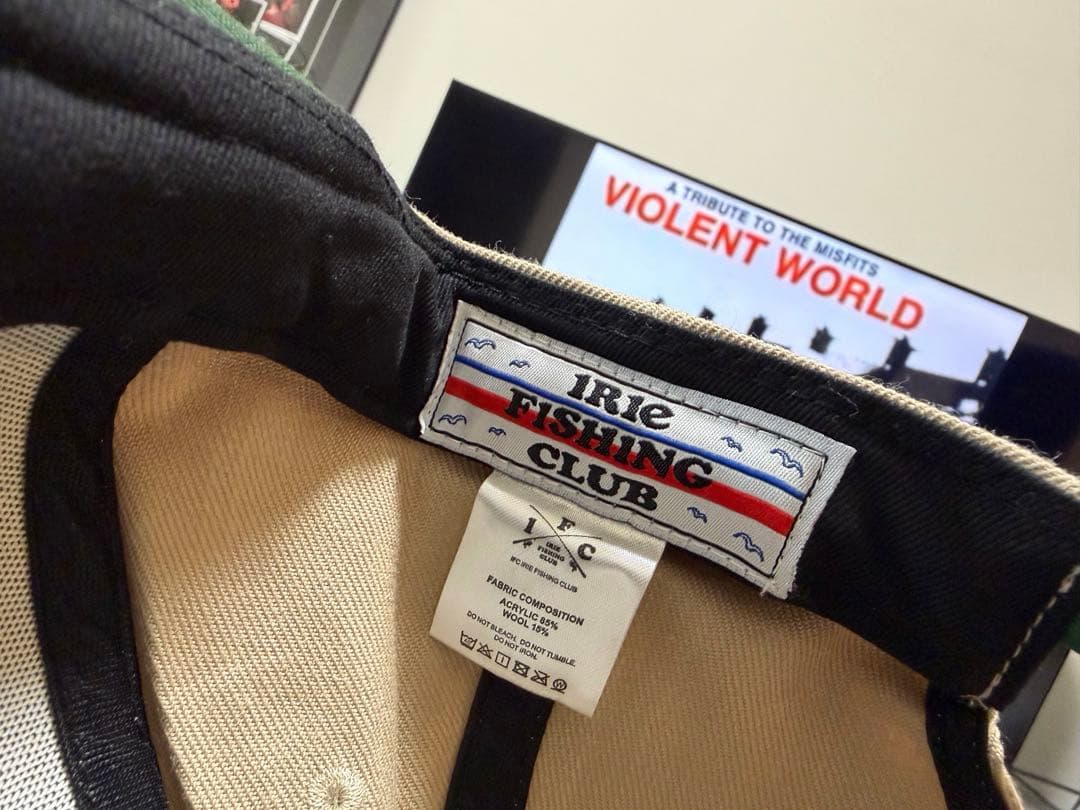 A TRIBUTE TO THE MISFITS
VIOLENT WORLD
IRIe
FISHING
CLUB
I F C
IRIE
FISHING
CLUB
IFC IRIE FISHING CLUB
FABRIC COMPOSITION
ACRYLIC 85%
WOOL 15%
DO NOT BLEACH. DO NOT TUMBLE.
DO NOT IRON.